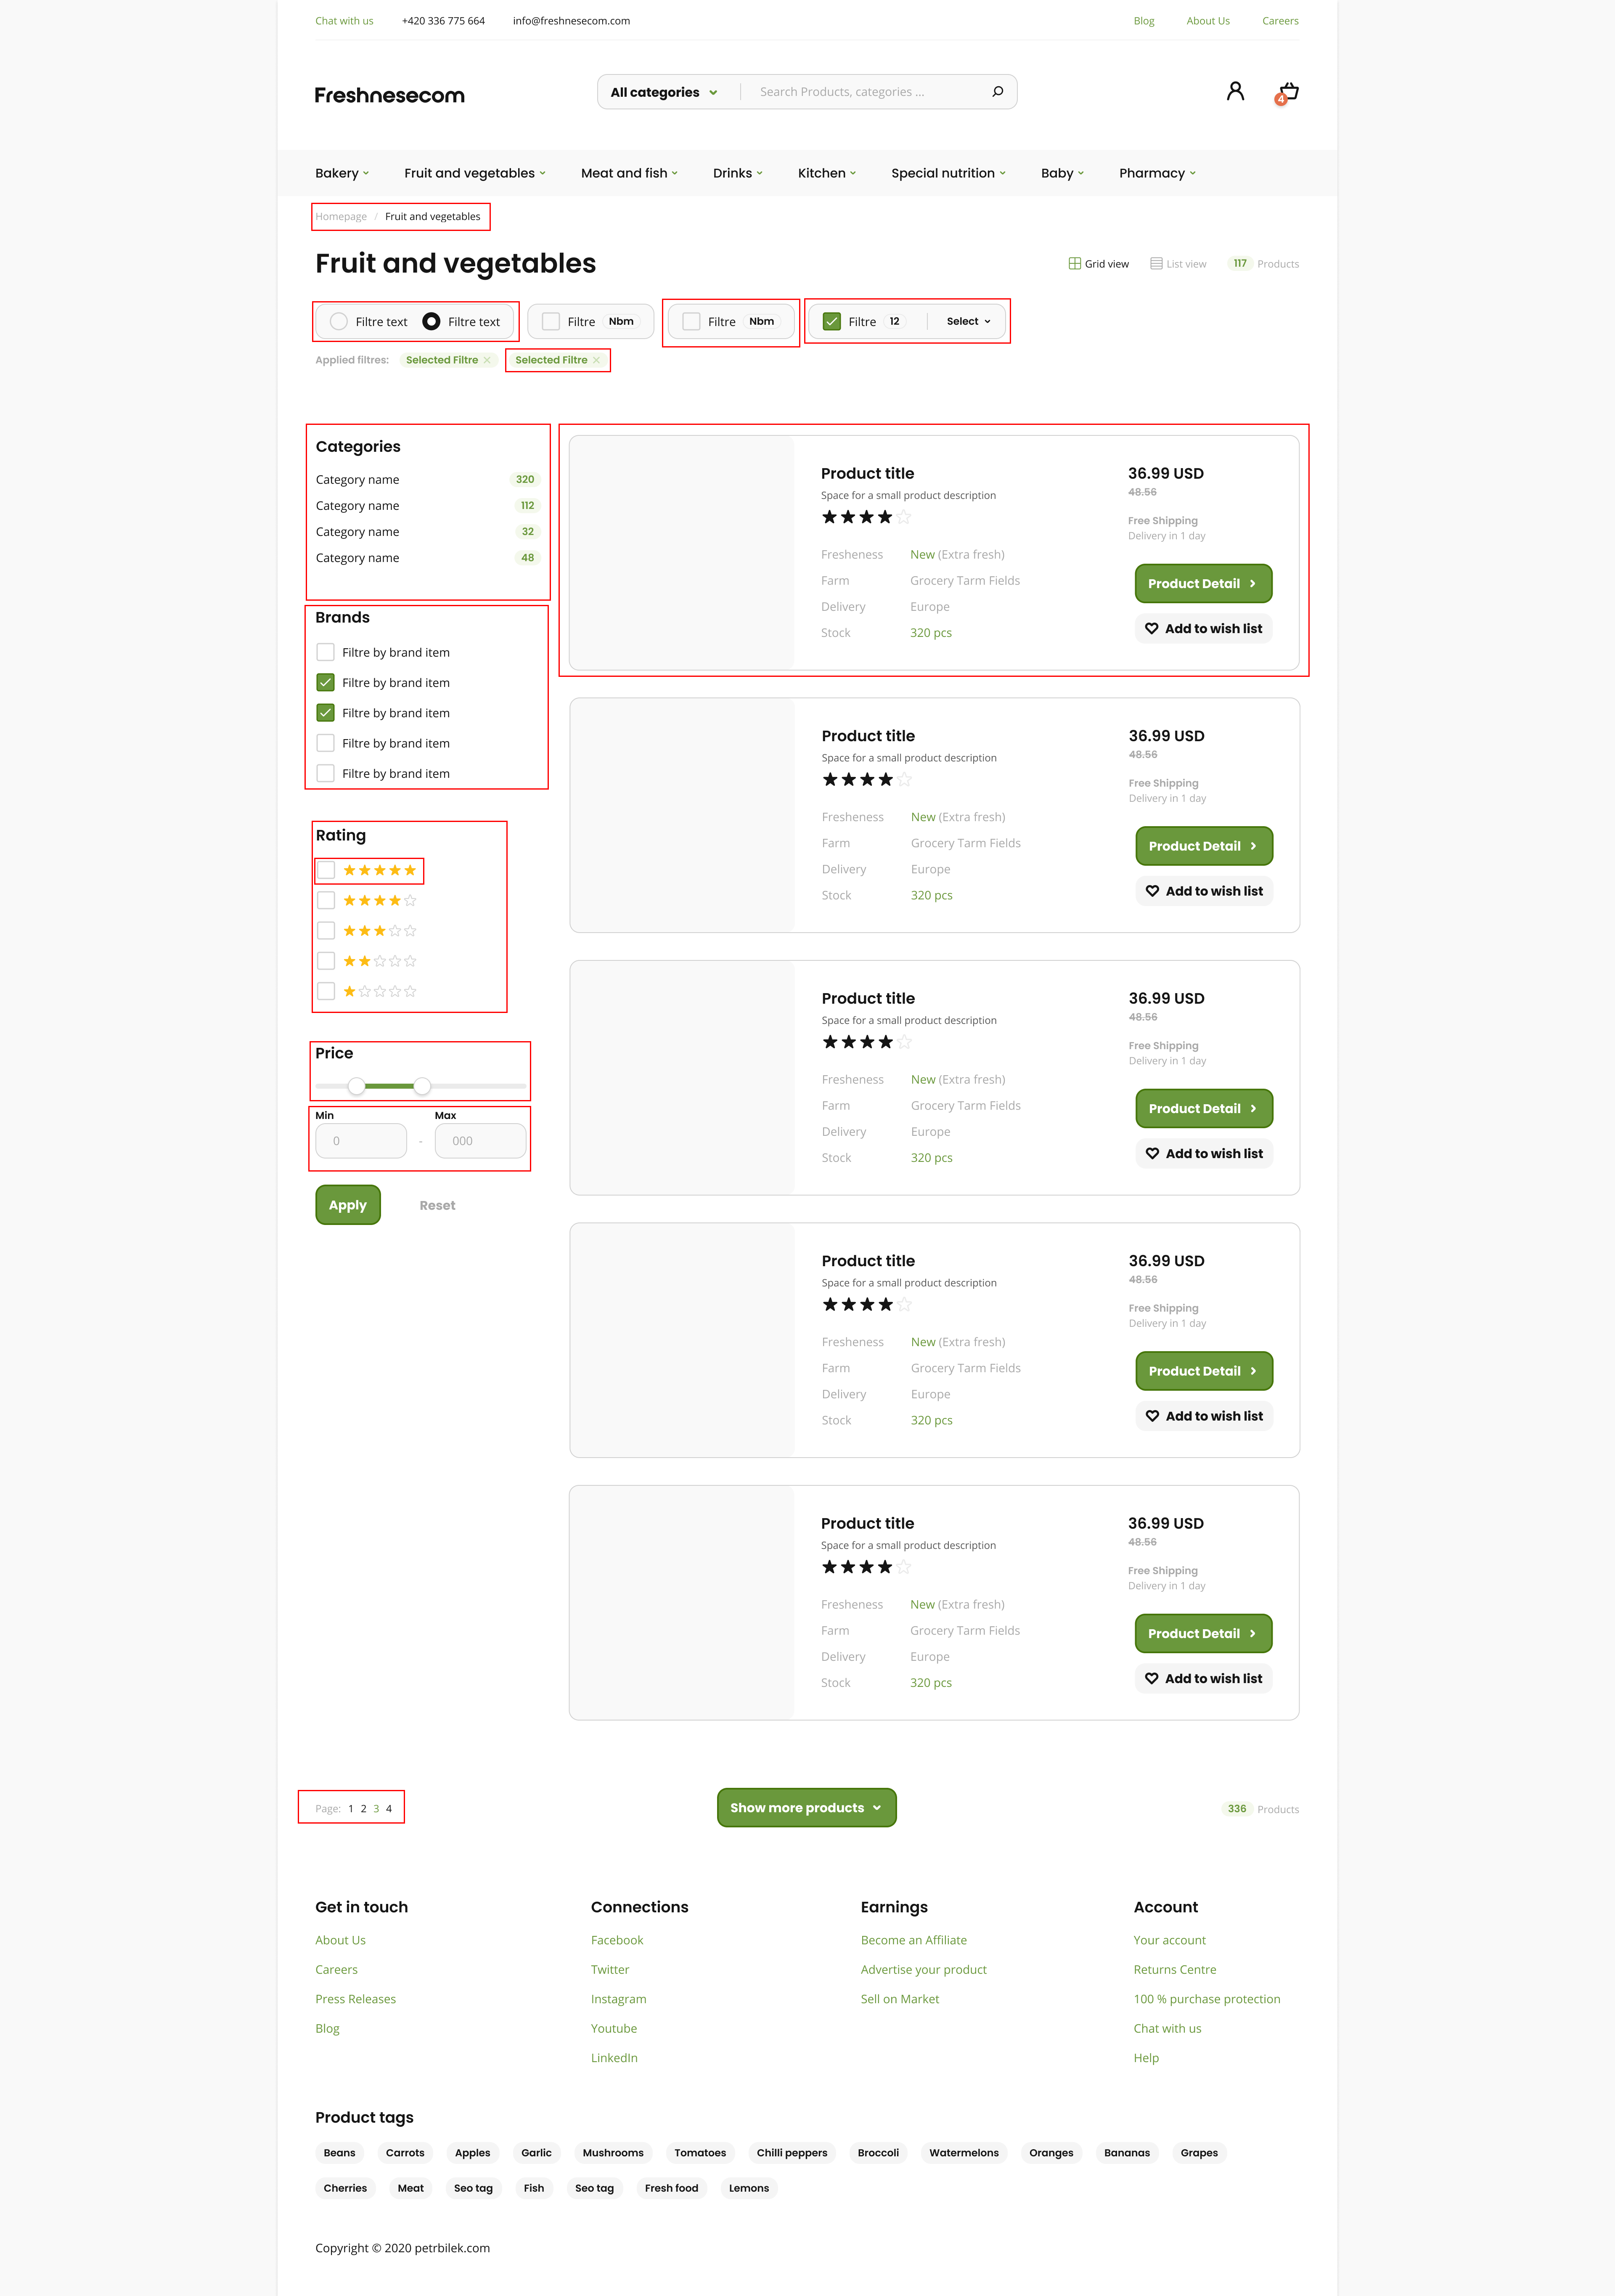 Chat with us +420 336 775 664 info@freshnesecom.com Blog About Us Careers
Freshnesecom All categories Search Products, categories ... 4
Bakery Fruit and vegetables Meat and fish Drinks Kitchen Special nutrition Baby Pharmacy
Homepage / Fruit and vegetables
Fruit and vegetables Grid view List view 117 Products
Filtre text Filtre text Filtre Nbm Filtre Nbm Filtre 12 Select
Applied filtres: Selected Filtre Selected Filtre
Categories
Category name 320
Category name 112
Category name 32
Category name 48
Brands
Filtre by brand item
Filtre by brand item
Filtre by brand item
Filtre by brand item
Filtre by brand item
Rating
Price
Min Max
0 - 000
Apply Reset
Product title 36.99 USD
Space for a small product description 48.56
Free Shipping
Delivery in 1 day
Fresheness New (Extra fresh)
Farm Grocery Tarm Fields
Product Detail
Delivery Europe
Stock 320 pcs
Add to wish list
Product title 36.99 USD
Space for a small product description 48.56
Free Shipping
Delivery in 1 day
Fresheness New (Extra fresh)
Farm Grocery Tarm Fields
Product Detail
Delivery Europe
Stock 320 pcs
Add to wish list
Product title 36.99 USD
Space for a small product description 48.56
Free Shipping
Delivery in 1 day
Fresheness New (Extra fresh)
Farm Grocery Tarm Fields
Product Detail
Delivery Europe
Stock 320 pcs
Add to wish list
Product title 36.99 USD
Space for a small product description 48.56
Free Shipping
Delivery in 1 day
Fresheness New (Extra fresh)
Farm Grocery Tarm Fields
Product Detail
Delivery Europe
Stock 320 pcs
Add to wish list
Product title 36.99 USD
Space for a small product description 48.56
Free Shipping
Delivery in 1 day
Fresheness New (Extra fresh)
Farm Grocery Tarm Fields
Product Detail
Delivery Europe
Stock 320 pcs
Add to wish list
Page: 1 2 3 4 Show more products 336 Products
Get in touch
About Us
Careers
Press Releases
Blog
Connections
Facebook
Twitter
Instagram
Youtube
LinkedIn
Earnings
Become an Affiliate
Advertise your product
Sell on Market
Account
Your account
Returns Centre
100 % purchase protection
Chat with us
Help
Product tags
Beans Carrots Apples Garlic Mushrooms Tomatoes Chilli peppers Broccoli Watermelons Oranges Bananas Grapes
Cherries Meat Seo tag Fish Seo tag Fresh food Lemons
Copyright © 2020 petrbilek.com